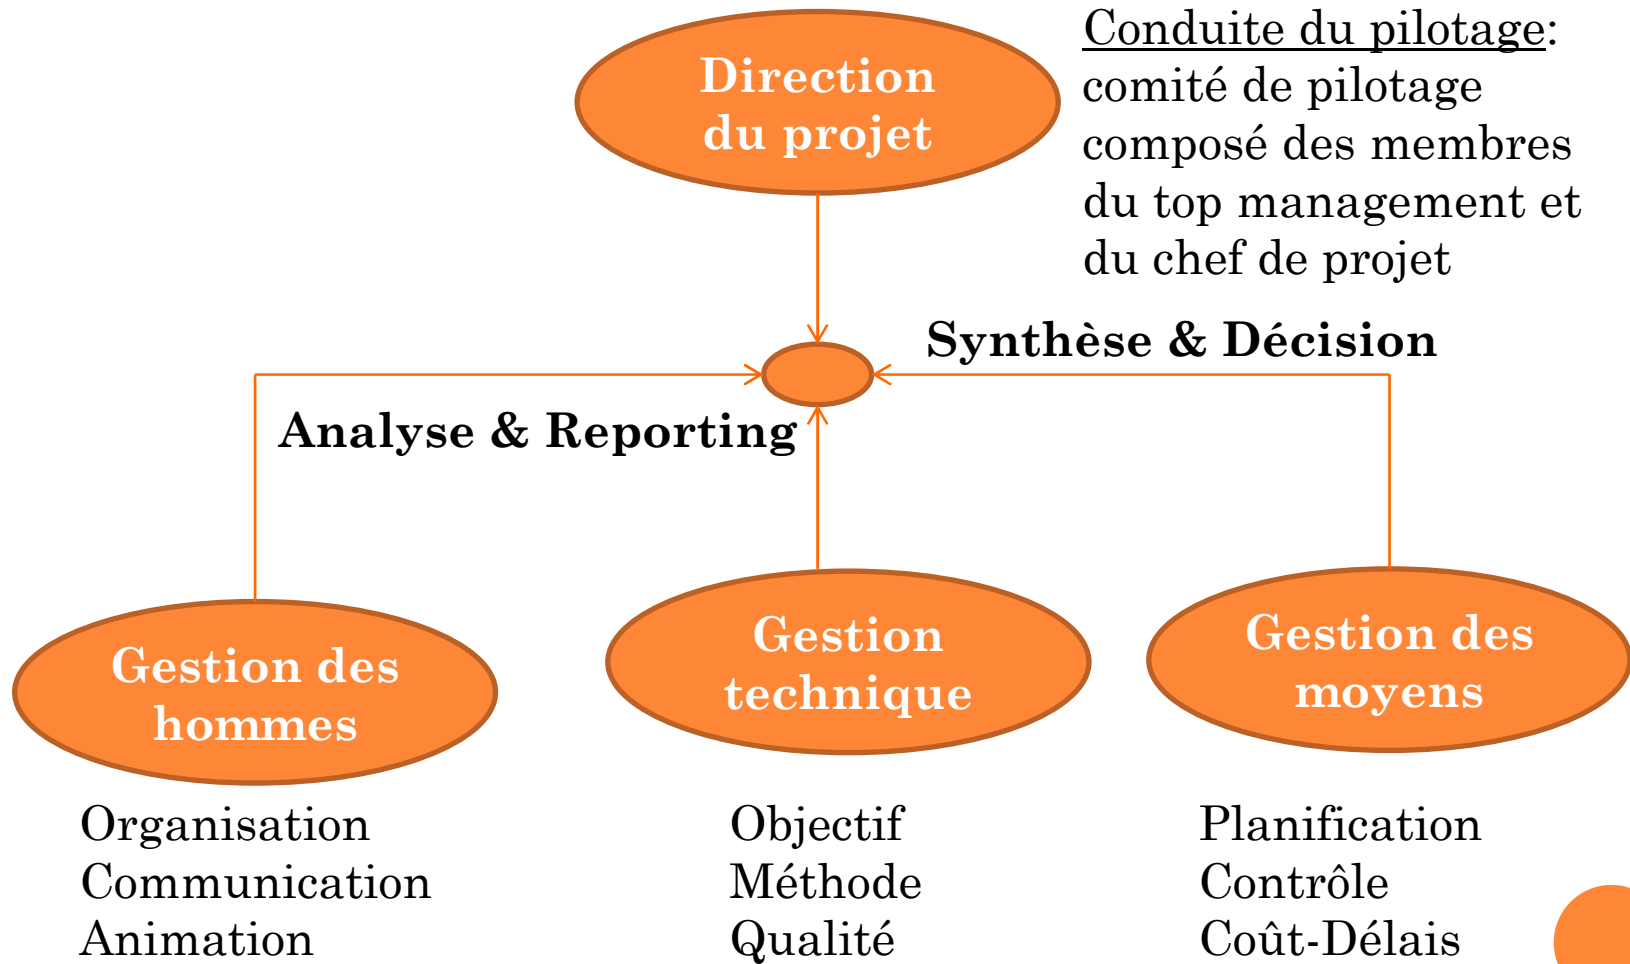 Direction
du projet
Conduite du pilotage:
comité de pilotage
composé des membres
du top management et
du chef de projet
Synthèse & Décision
Analyse & Reporting
Gestion des
hommes
Gestion
technique
Gestion des
moyens
Organisation
Communication
Animation
Objectif
Méthode
Qualité
Planification
Contrôle
Coût-Délais